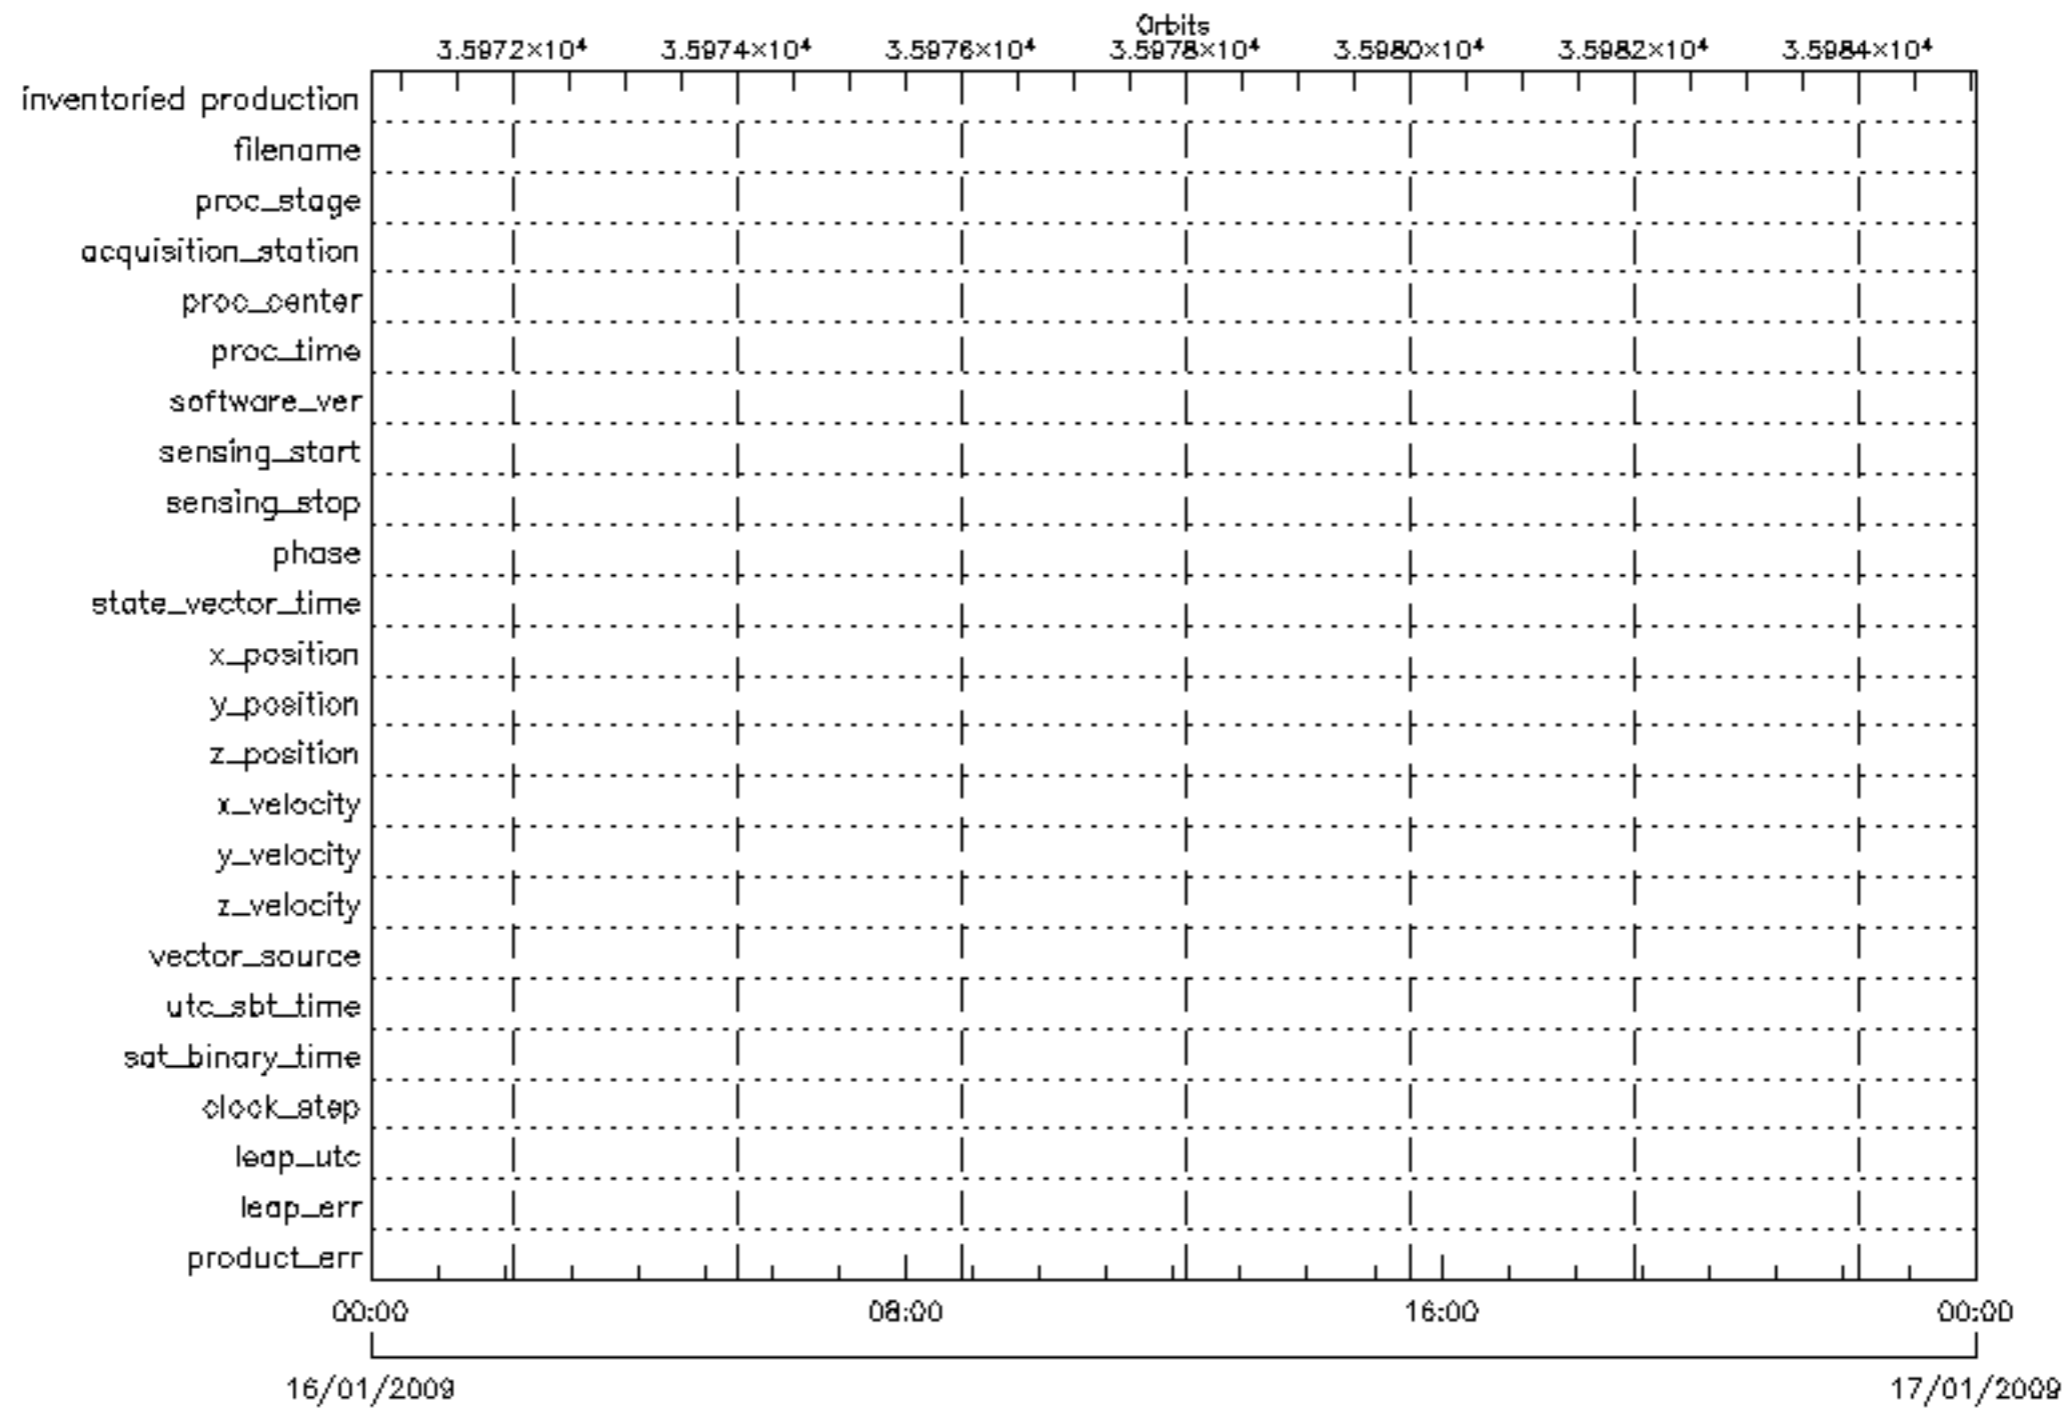 Orbits
3.5972×10⁴ 3.5974×10⁴ 3.5976×10⁴ 3.5978×10⁴ 3.5980×10⁴ 3.5982×10⁴ 3.5984×10⁴
inventoried production
filename
proc_stage
acquisition_station
proc_center
proc_time
software_ver
sensing_start
sensing_stop
phase
state_vector_time
x_position
y_position
z_position
x_velocity
y_velocity
z_velocity
vector_source
utc_sbt_time
sat_binary_time
clock_step
leap_utc
leap_err
product_err
00:00 08:00 16:00 00:00
16/01/2009 17/01/2009